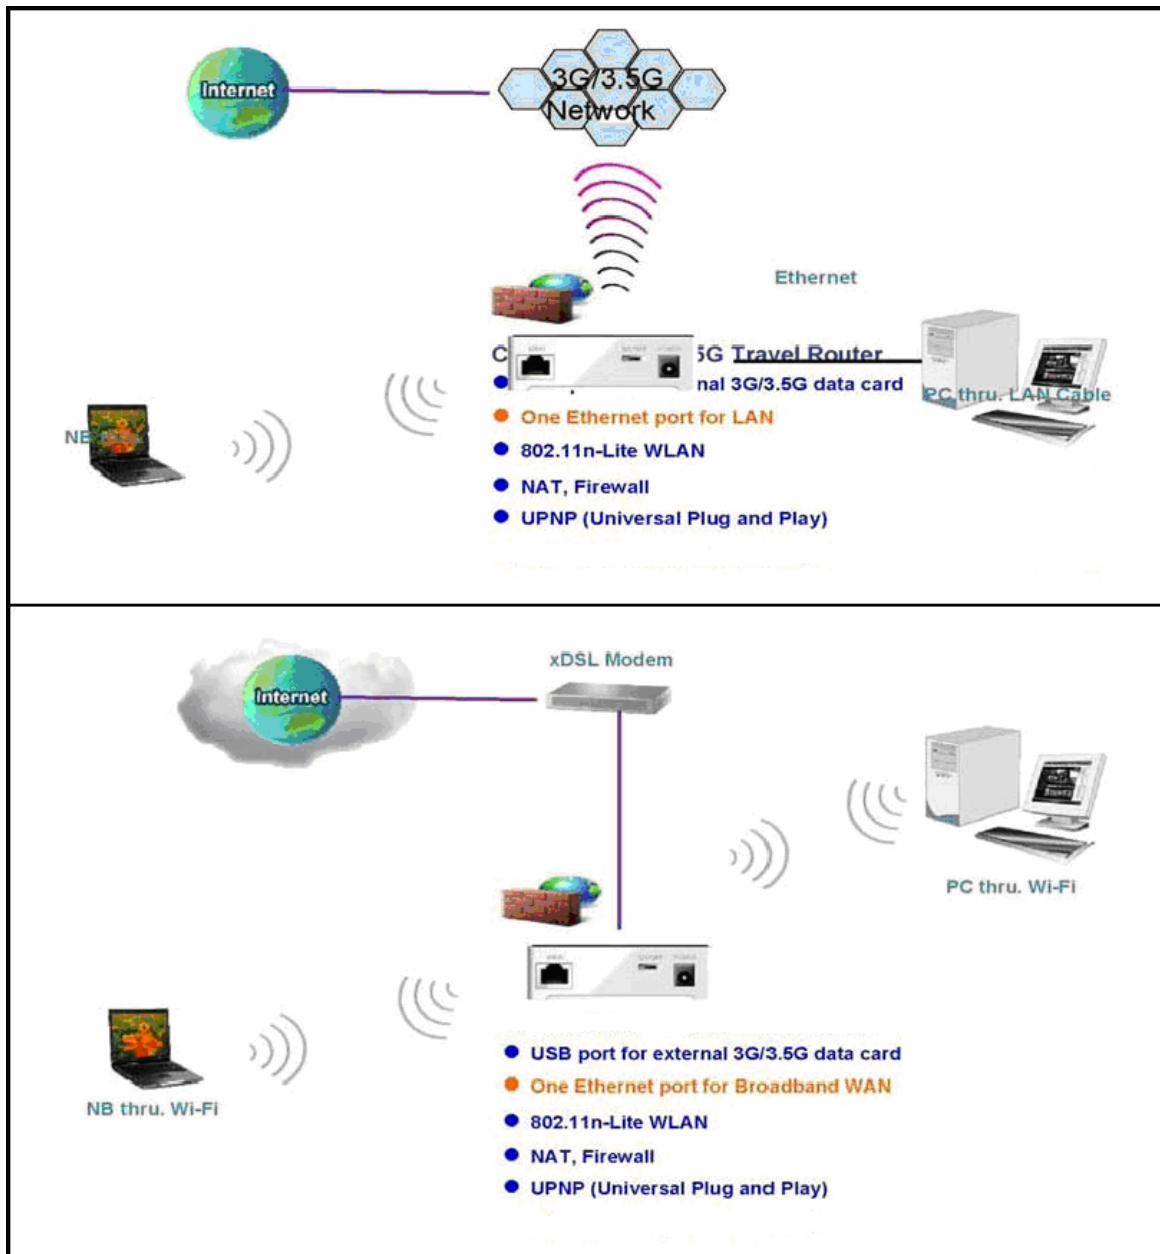 Internet
3G/3.5G
Network
Ethernet
5G Travel Router
3G/3.5G data card
PC thru. LAN Cable
NB
One Ethernet port for LAN
802.11n-Lite WLAN
NAT, Firewall
UPNP (Universal Plug and Play)
xDSL Modem
Internet
PC thru. Wi-Fi
USB port for external 3G/3.5G data card
One Ethernet port for Broadband WAN
NB thru. Wi-Fi
802.11n-Lite WLAN
NAT, Firewall
UPNP (Universal Plug and Play)